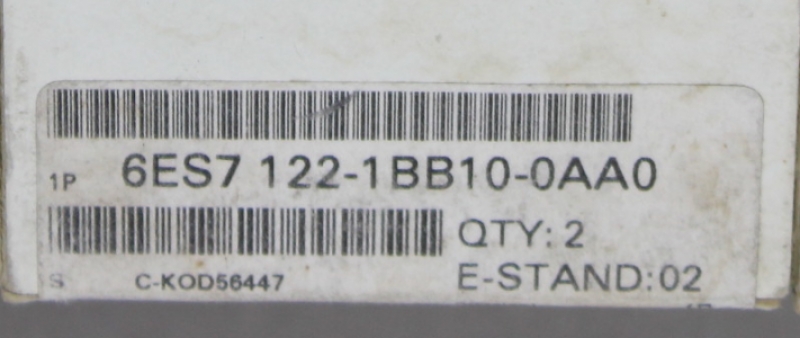 1P 6ES7 122-1BB10-0AA0
QTY: 2
S C-KOD56447
E-STAND:02